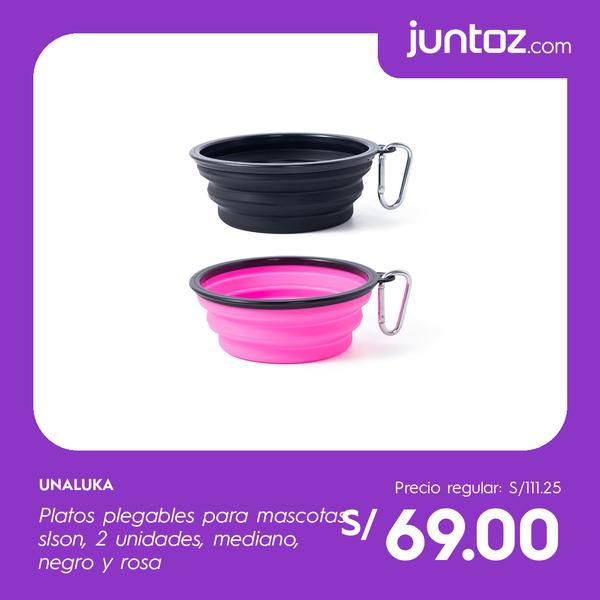 juntoz.com
UNALUKA
Platos plegables para mascotas
slson, 2 unidades, mediano,
negro y rosa
Precio regular: S/111.25
S/ 69.00